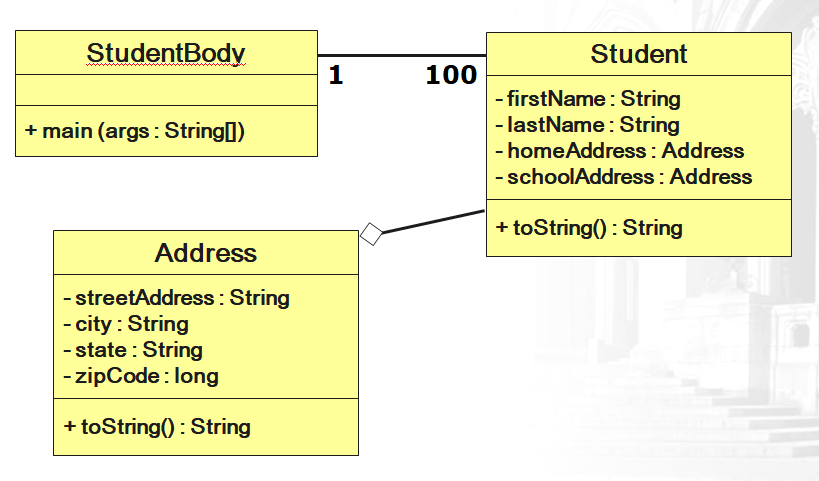 StudentBody
+ main (args : String[])
1
100
Student
- firstName : String
- lastName : String
- homeAddress : Address
- schoolAddress : Address
+ toString() : String
Address
- streetAddress : String
- city : String
- state : String
- zipCode : long
+ toString() : String